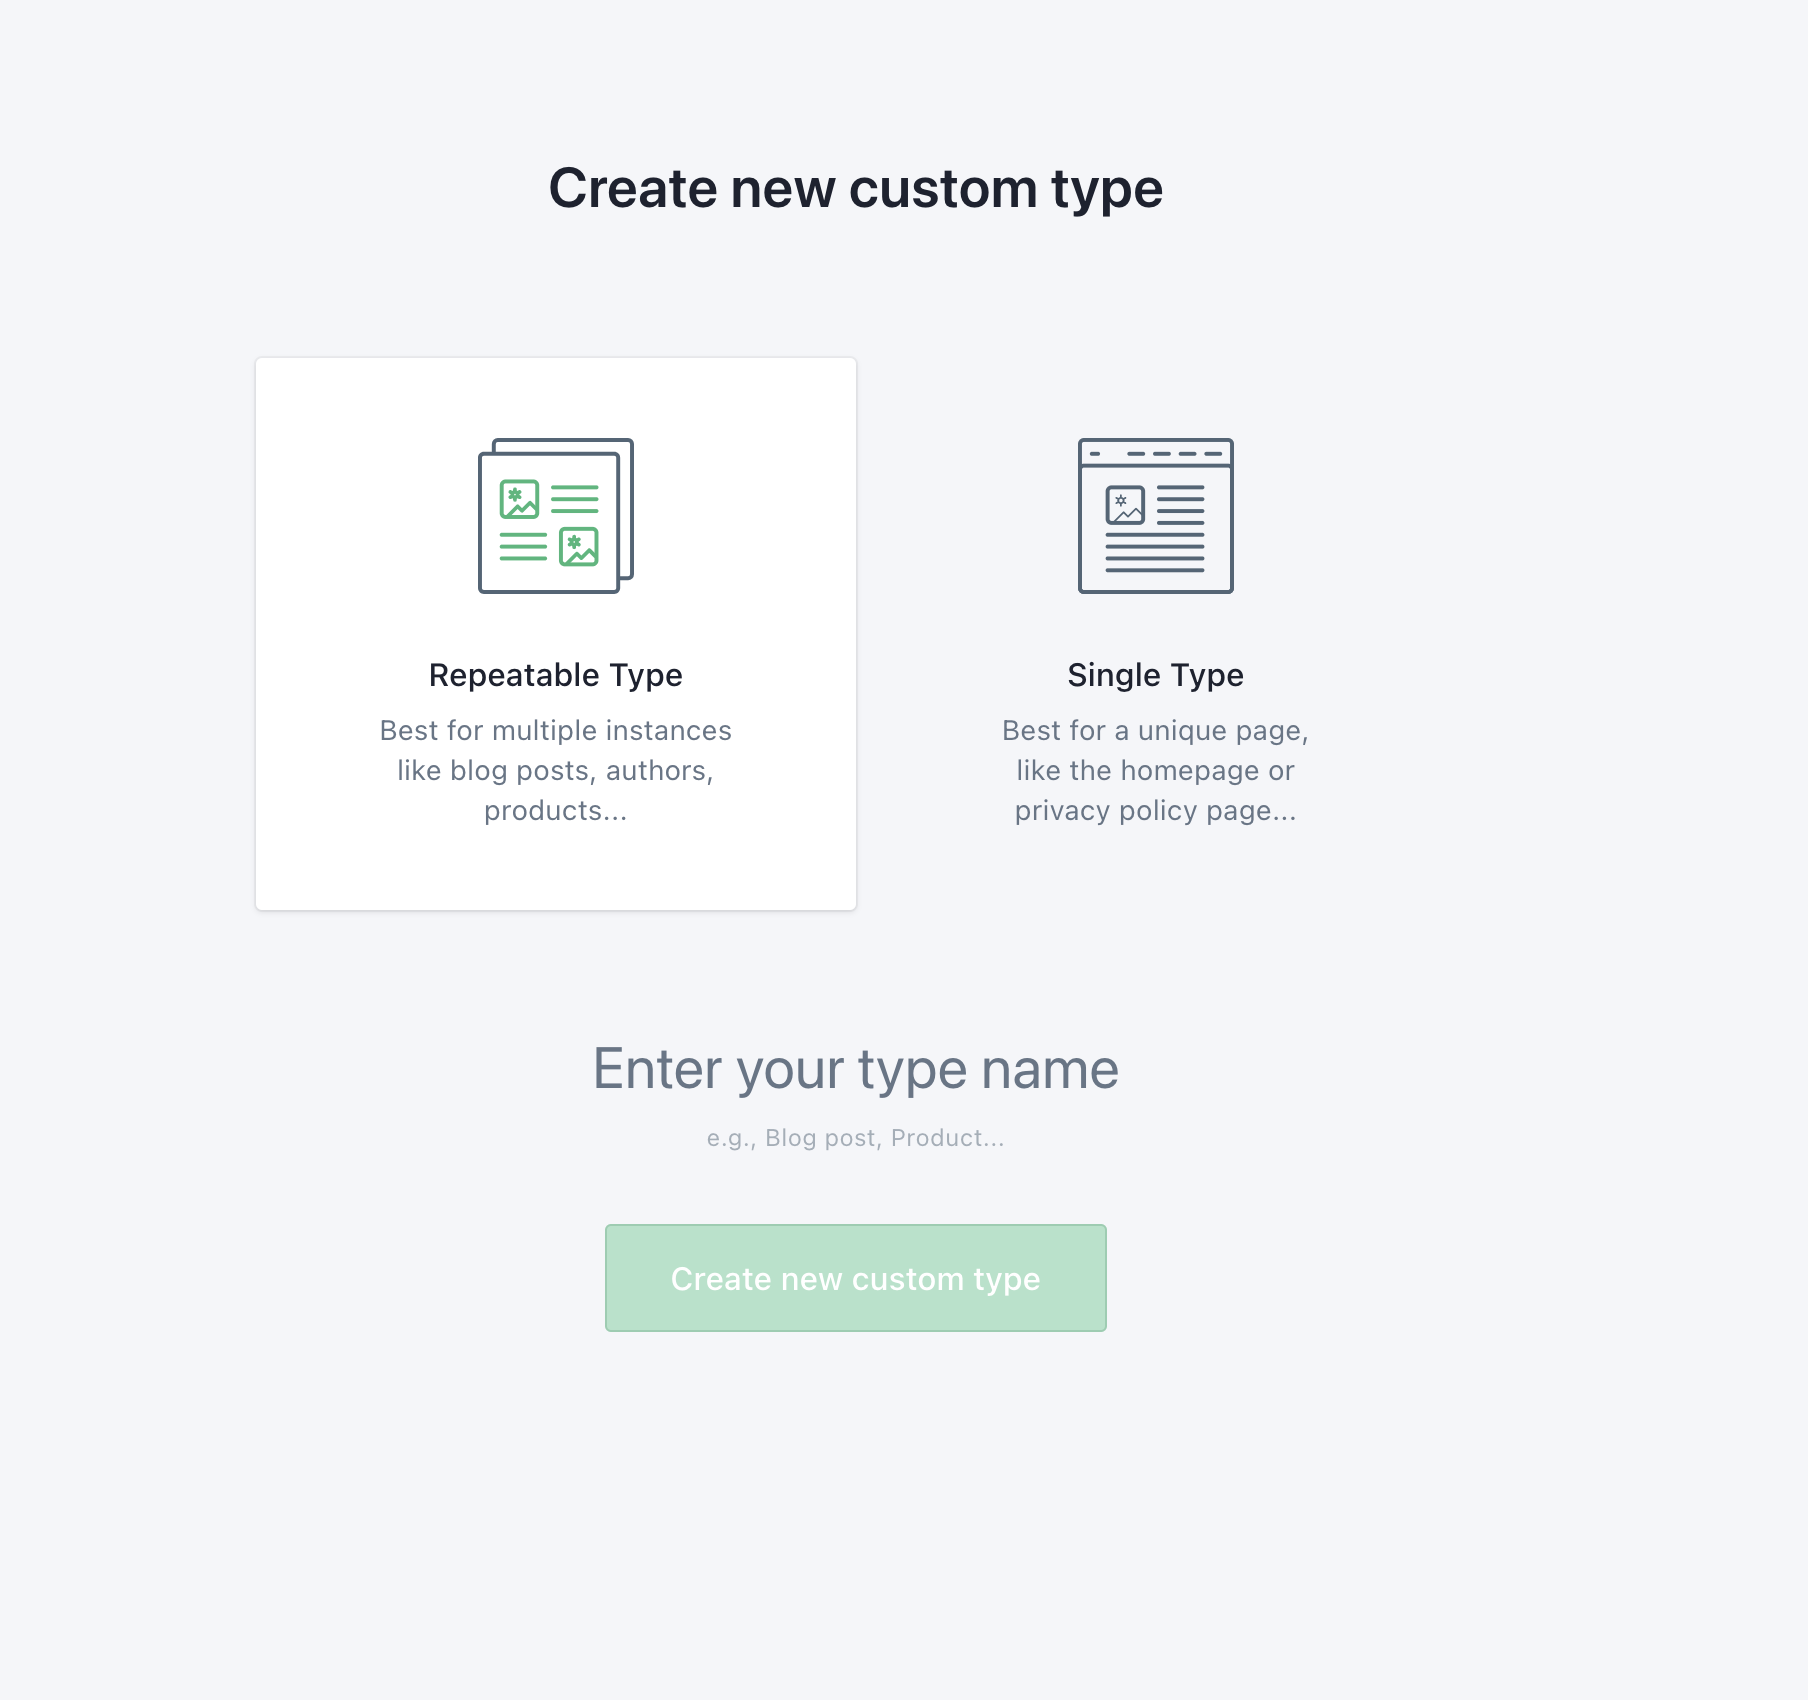 Create new custom type
Repeatable Type
Best for multiple instances
like blog posts, authors,
products...
Single Type
Best for a unique page,
like the homepage or
privacy policy page...
Enter your type name
e.g., Blog post, Product...
Create new custom type